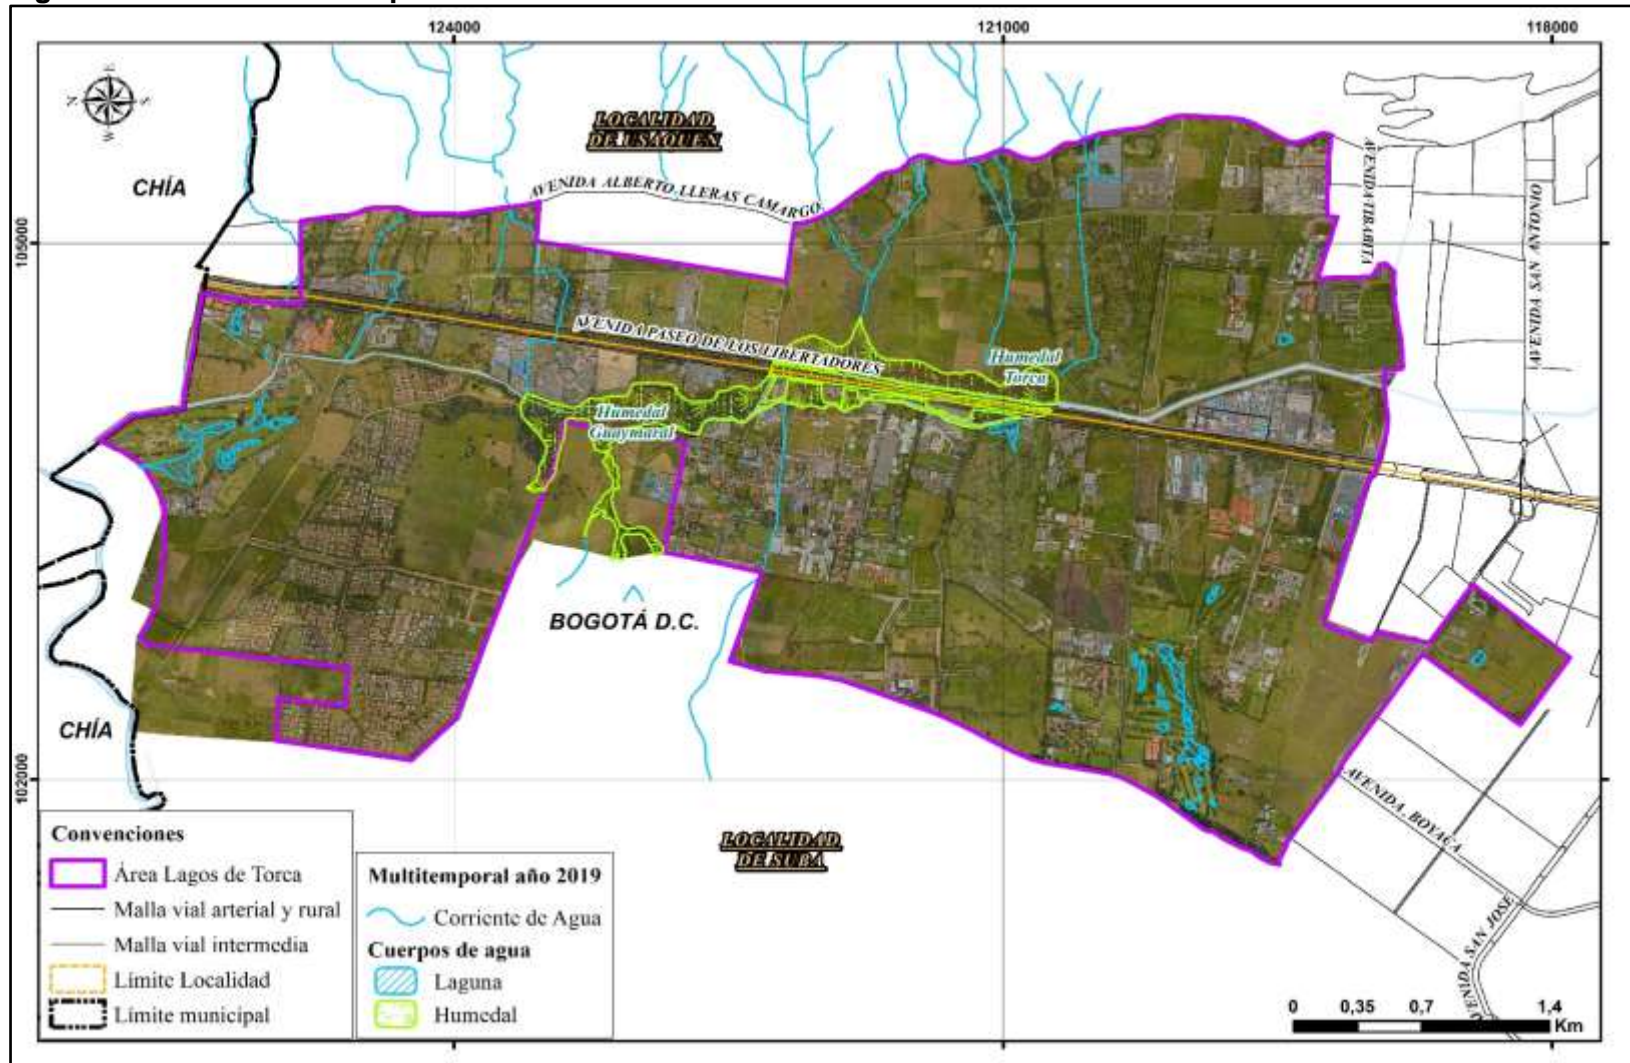 124000
121000
118000
E
N
S
W
LOCALIDAD
DE USAQUÉN
CHÍA
AVENIDA ALBERTO LLERAS CAMARGO
AVENIDA TIBABITA
AVENIDA SAN ANTONIO
105000
AVENIDA PASEO DE LOS LIBERTADORES
Humedal
Torca
Humedal
Guaymaral
BOGOTÁ D.C.
CHÍA
102000
AVENIDA BOYACA
LOCALIDAD
DE SUBA
AVENIDA SAN JOSE
Convenciones
Área Lagos de Torca
Malla vial arterial y rural
Malla vial intermedia
Límite Localidad
Límite municipal
Multitemporal año 2019
Corriente de Agua
Cuerpos de agua
Laguna
Humedal
0 0,35 0,7 1,4
Km